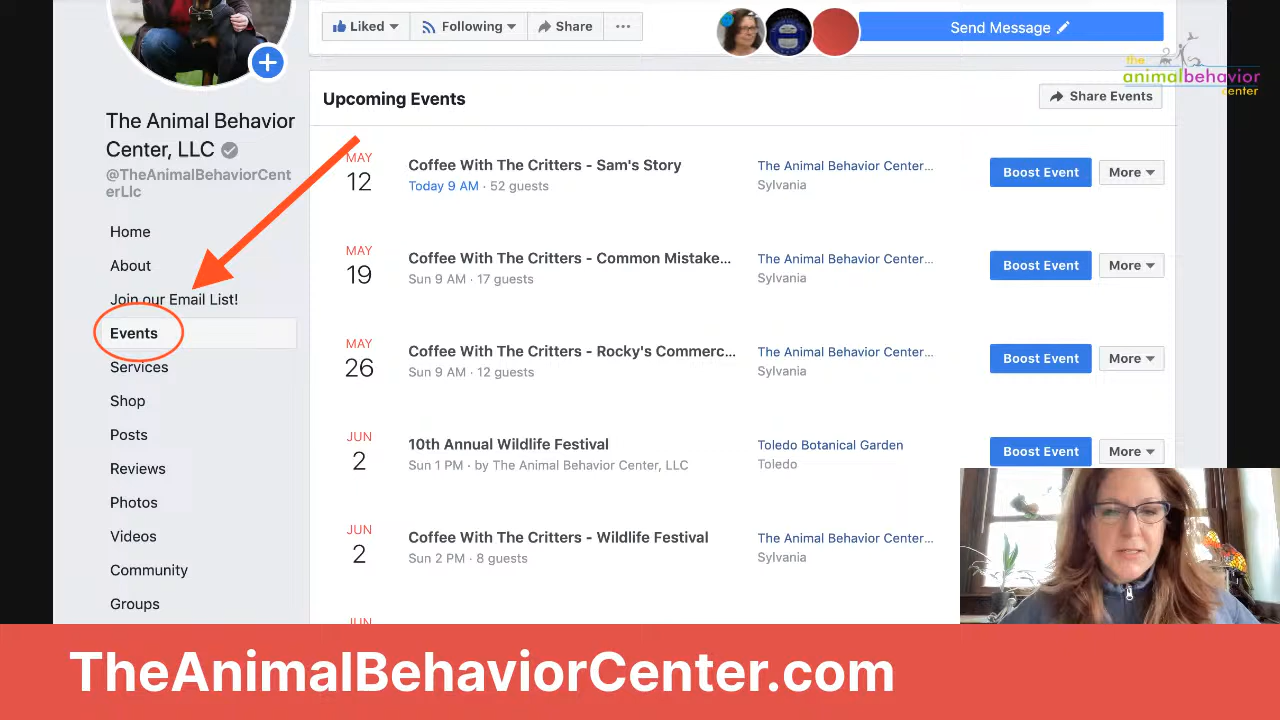 Liked
Following
Share
Send Message
the
animalbehavior
center
The Animal Behavior
Center, LLC
@TheAnimalBehaviorCent
erLlc
Home
About
Join our Email List!
Events
Services
Shop
Posts
Reviews
Photos
Videos
Community
Groups
Upcoming Events
Share Events
MAY
12
Coffee With The Critters - Sam's Story
Today 9 AM · 52 guests
The Animal Behavior Center...
Sylvania
Boost Event
More
MAY
19
Coffee With The Critters - Common Mistake...
Sun 9 AM · 17 guests
The Animal Behavior Center...
Sylvania
Boost Event
More
MAY
26
Coffee With The Critters - Rocky's Commerc...
Sun 9 AM · 12 guests
The Animal Behavior Center...
Sylvania
Boost Event
More
JUN
2
10th Annual Wildlife Festival
Sun 1 PM · by The Animal Behavior Center, LLC
Toledo Botanical Garden
Toledo
Boost Event
More
JUN
2
Coffee With The Critters - Wildlife Festival
Sun 2 PM · 8 guests
The Animal Behavior Center...
Sylvania
JUN
TheAnimalBehaviorCenter.com